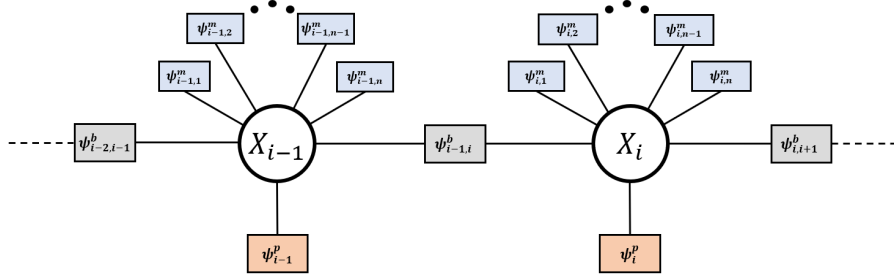 ψ^m_{i-1,2} ψ^m_{i-1,n-1} ψ^m_{i,2} ψ^m_{i,n-1}
ψ^m_{i-1,1} ψ^m_{i-1,n} ψ^m_{i,1} ψ^m_{i,n}
ψ^b_{i-2,i-1} X_{i-1} ψ^b_{i-1,i} X_i ψ^b_{i,i+1}
ψ^p_{i-1} ψ^p_i